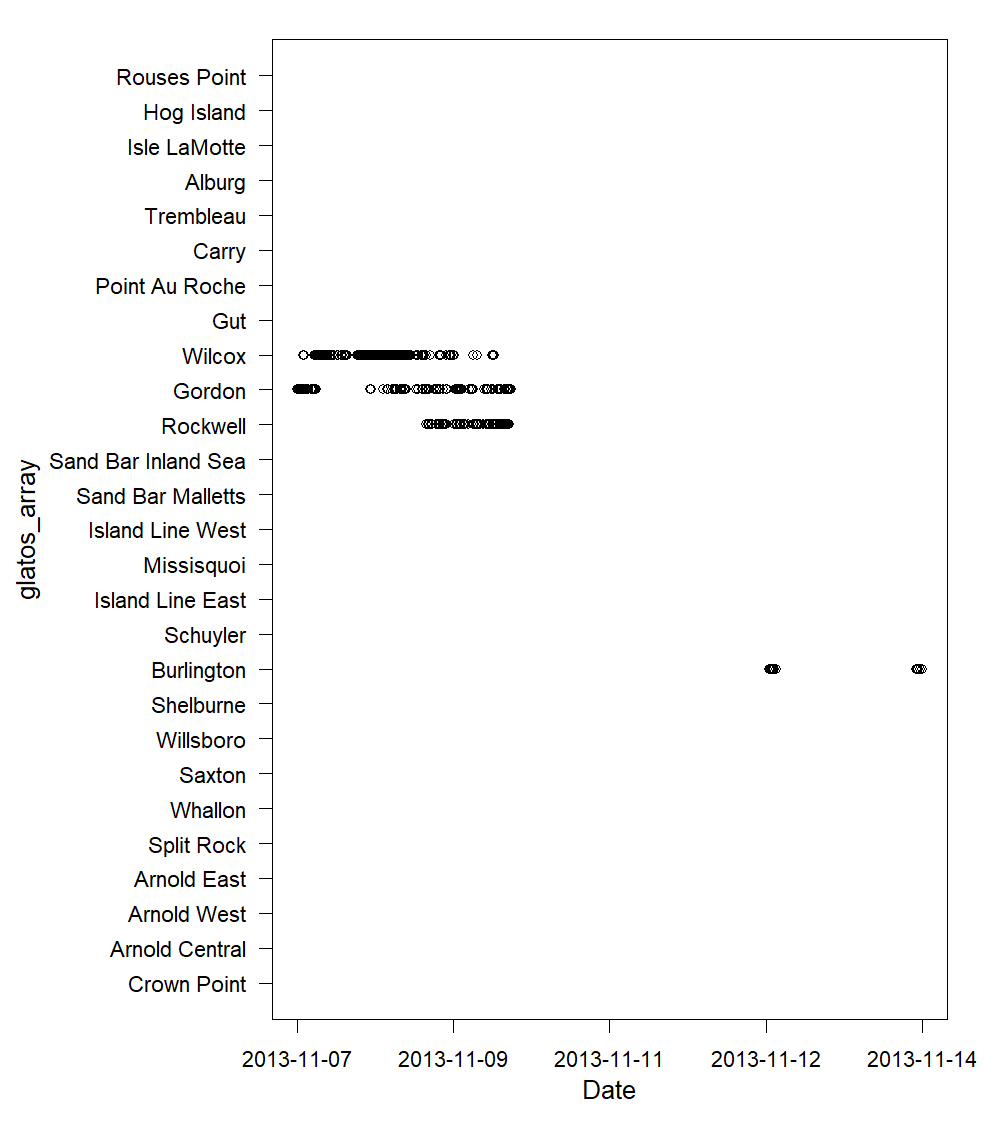 Rouses Point
Hog Island
Isle LaMotte
Alburg
Trembleau
Carry
Point Au Roche
Gut
Wilcox
Gordon
Rockwell
Sand Bar Inland Sea
Sand Bar Malletts
Island Line West
Missisquoi
Island Line East
Schuyler
Burlington
Shelburne
Willsboro
Saxton
Whallon
Split Rock
Arnold East
Arnold West
Arnold Central
Crown Point
glatos_array
2013-11-07 2013-11-09 2013-11-11 2013-11-12 2013-11-14
Date